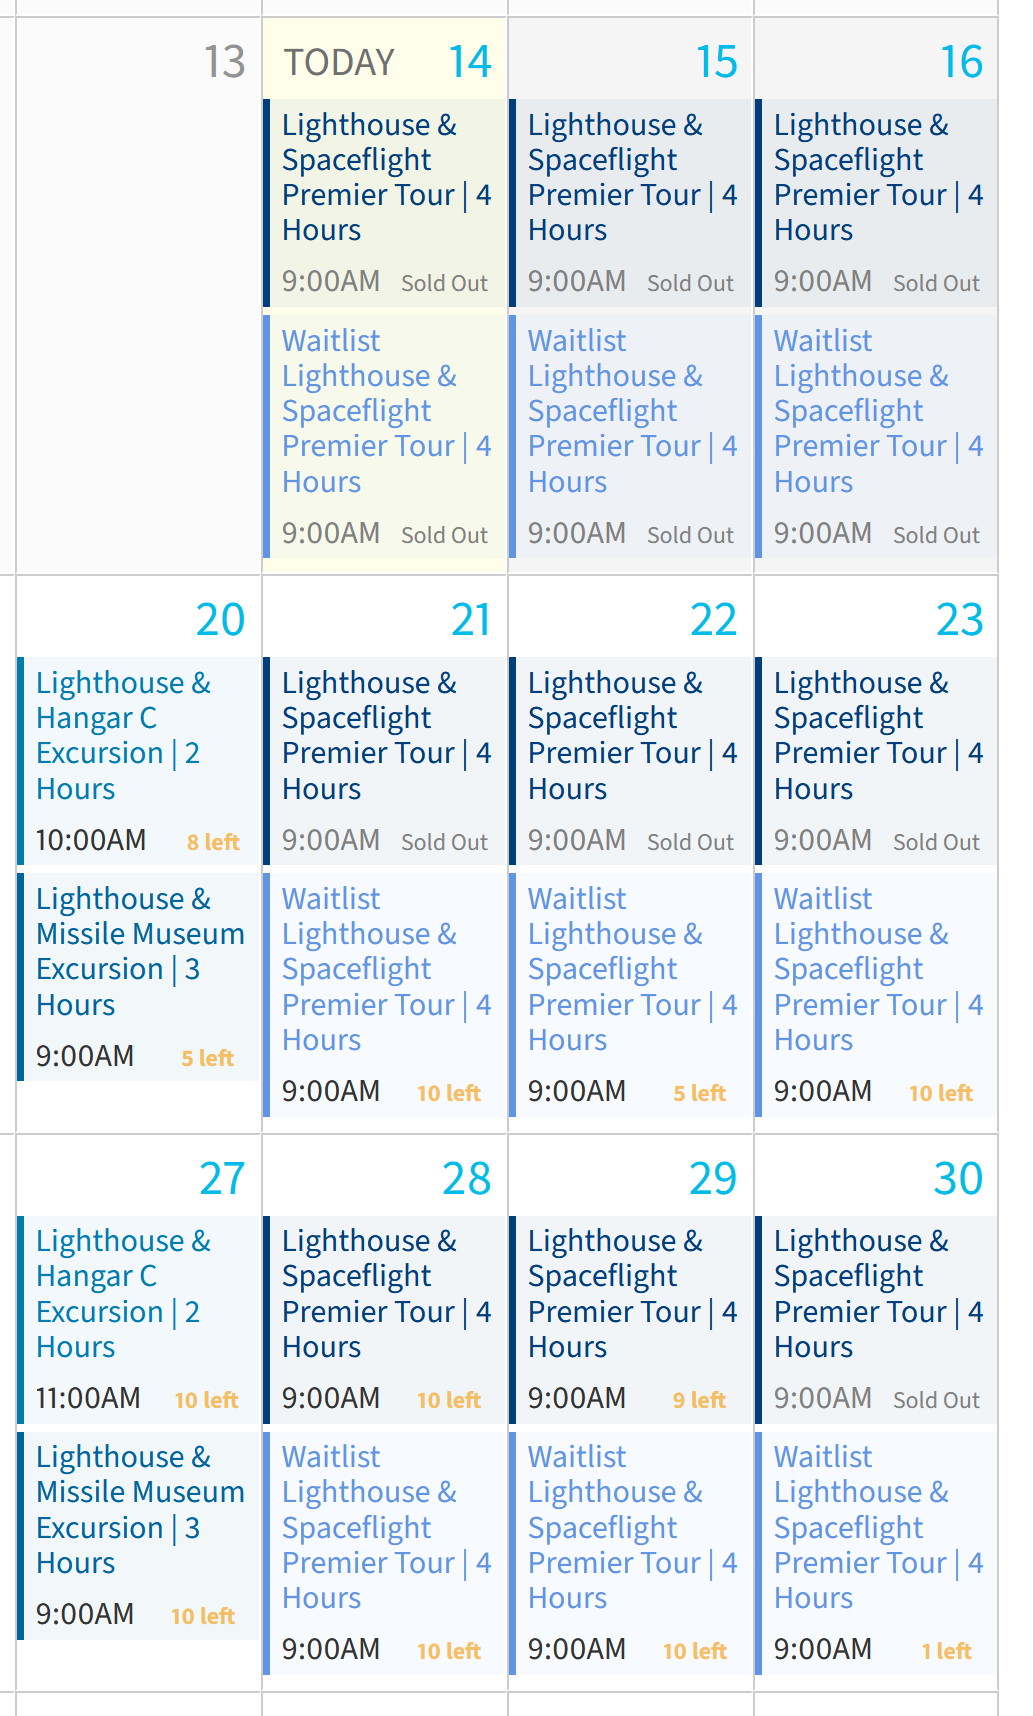 13
TODAY 14
Lighthouse &
Spaceflight
Premier Tour | 4
Hours
9:00AM Sold Out
Waitlist
Lighthouse &
Spaceflight
Premier Tour | 4
Hours
9:00AM Sold Out
15
Lighthouse &
Spaceflight
Premier Tour | 4
Hours
9:00AM Sold Out
Waitlist
Lighthouse &
Spaceflight
Premier Tour | 4
Hours
9:00AM Sold Out
16
Lighthouse &
Spaceflight
Premier Tour | 4
Hours
9:00AM Sold Out
Waitlist
Lighthouse &
Spaceflight
Premier Tour | 4
Hours
9:00AM Sold Out
20
Lighthouse &
Hangar C
Excursion | 2
Hours
10:00AM 8 left
Lighthouse &
Missile Museum
Excursion | 3
Hours
9:00AM 5 left
21
Lighthouse &
Spaceflight
Premier Tour | 4
Hours
9:00AM Sold Out
Waitlist
Lighthouse &
Spaceflight
Premier Tour | 4
Hours
9:00AM 10 left
22
Lighthouse &
Spaceflight
Premier Tour | 4
Hours
9:00AM Sold Out
Waitlist
Lighthouse &
Spaceflight
Premier Tour | 4
Hours
9:00AM 5 left
23
Lighthouse &
Spaceflight
Premier Tour | 4
Hours
9:00AM Sold Out
Waitlist
Lighthouse &
Spaceflight
Premier Tour | 4
Hours
9:00AM 10 left
27
Lighthouse &
Hangar C
Excursion | 2
Hours
11:00AM 10 left
Lighthouse &
Missile Museum
Excursion | 3
Hours
9:00AM 10 left
28
Lighthouse &
Spaceflight
Premier Tour | 4
Hours
9:00AM 10 left
Waitlist
Lighthouse &
Spaceflight
Premier Tour | 4
Hours
9:00AM 10 left
29
Lighthouse &
Spaceflight
Premier Tour | 4
Hours
9:00AM 9 left
Waitlist
Lighthouse &
Spaceflight
Premier Tour | 4
Hours
9:00AM 10 left
30
Lighthouse &
Spaceflight
Premier Tour | 4
Hours
9:00AM Sold Out
Waitlist
Lighthouse &
Spaceflight
Premier Tour | 4
Hours
9:00AM 1 left